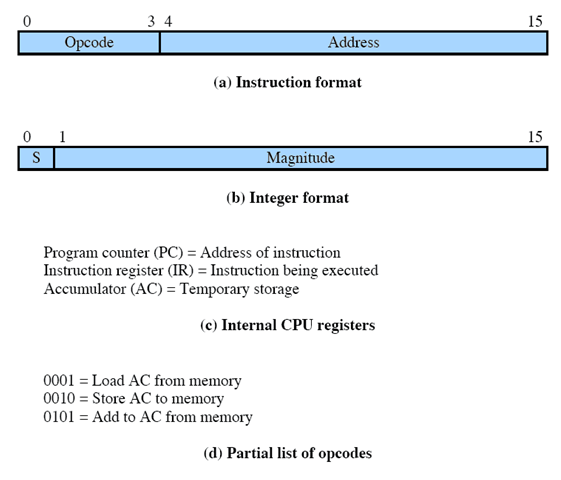 0 3 4 15
Opcode Address
(a) Instruction format
0 1 15
S Magnitude
(b) Integer format
Program counter (PC) = Address of instruction
Instruction register (IR) = Instruction being executed
Accumulator (AC) = Temporary storage
(c) Internal CPU registers
0001 = Load AC from memory
0010 = Store AC to memory
0101 = Add to AC from memory
(d) Partial list of opcodes